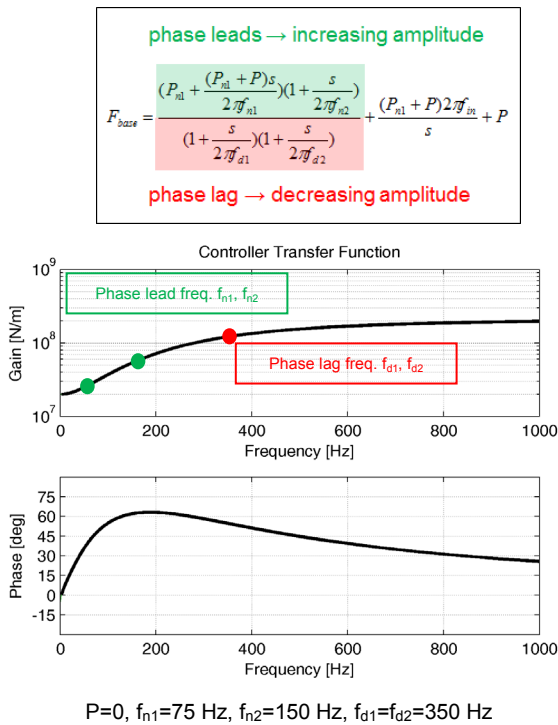 phase leads → increasing amplitude
F_base = (P_n1 + (P_n1 + P)s / 2πf_n1)(1 + s / 2πf_n2) / (1 + s / 2πf_d1)(1 + s / 2πf_d2) + (P_n1 + P)2πf_in / s + P
phase lag → decreasing amplitude
Controller Transfer Function
Gain [N/m]
10^9
10^8
10^7
Phase lead freq. f_n1, f_n2
Phase lag freq. f_d1, f_d2
0 200 400 600 800 1000
Frequency [Hz]
Phase [deg]
75
60
45
30
15
0
-15
0 200 400 600 800 1000
Frequency [Hz]
P=0, f_n1=75 Hz, f_n2=150 Hz, f_d1=f_d2=350 Hz